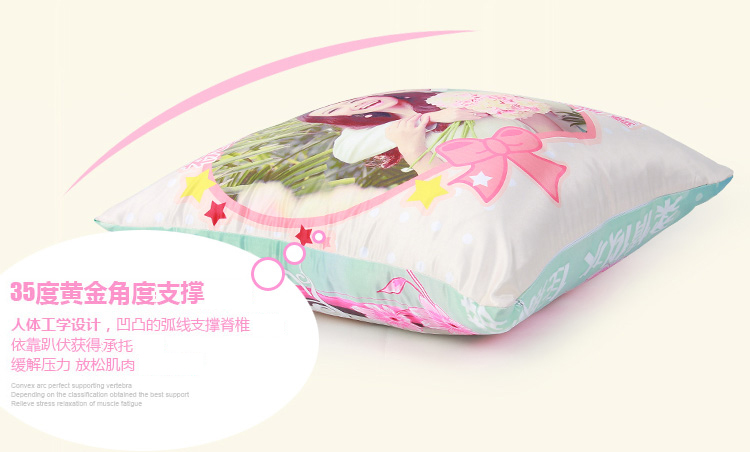 35度黄金角度支撑
人体工学设计，凹凸的弧线支撑脊椎
依靠趴伏获得承托
缓解压力 放松肌肉
Convex arc perfect supporting vertebra
Depending on the classification obtained the best support
Relieve stress relaxation of muscle fatigue